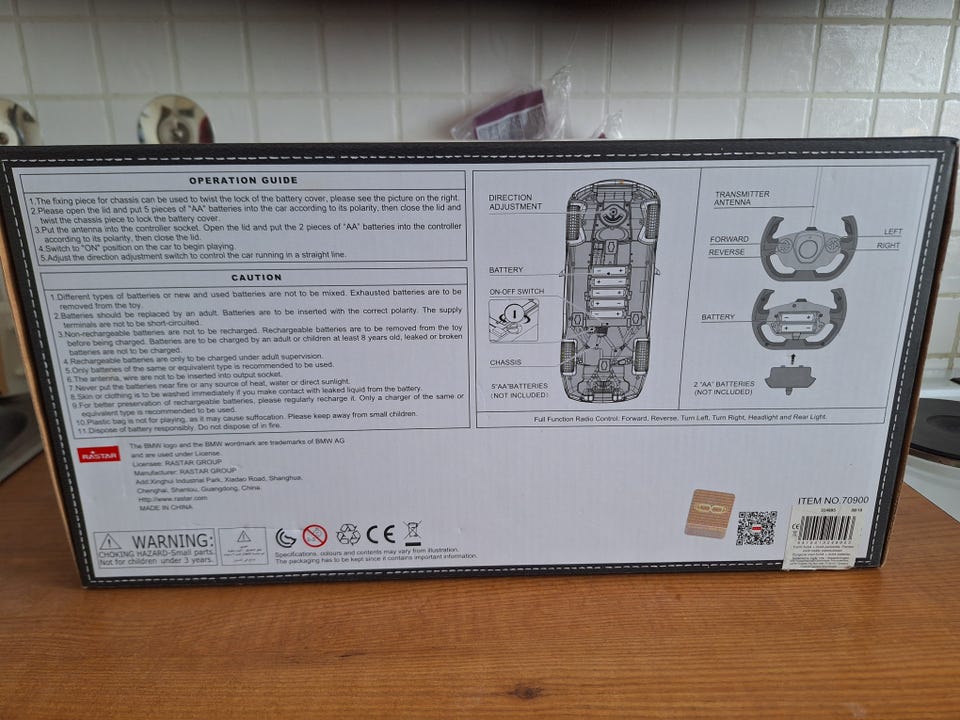 OPERATION GUIDE
1.The fixing piece for chassis can be used to twist the lock of the battery cover, please see the picture on the right.
2.Please open the lid and put 5 pieces of "AA" batteries into the car according to its polarity, then close the lid and
twist the chassis piece to lock the battery cover.
3.Put the antenna into the controller socket. Open the lid and put the 2 pieces of "AA" batteries into the controller
according to its polarity, then close the lid.
4.Switch to "ON" position on the car to begin playing.
5.Adjust the direction adjustment switch to control the car running in a straight line.
CAUTION
1.Different types of batteries or new and used batteries are not to be mixed. Exhausted batteries are to be
removed from the toy.
2.Batteries should be replaced by an adult. Batteries are to be inserted with the correct polarity. The supply
terminals are not to be short-circuited.
3.Non-rechargeable batteries are not to be recharged. Rechargeable batteries are to be removed from the toy
before being charged. Batteries are to be charged by an adult or children at least 8 years old, leaked or broken
batteries are not to be charged.
4.Rechargeable batteries are only to be charged under adult supervision.
5.Only batteries of the same or equivalent type is recommended to be used.
6.The antenna, wire are not to be inserted into output socket.
7.Never put the batteries near fire or any source of heat, water or direct sunlight.
8.Skin or clothing is to be washed immediately if you make contact with leaked liquid from the battery.
9.For better preservation of rechargeable batteries, please regularly recharge it. Only a charger of the same or
equivalent type is recommended to be used.
10.Plastic bag is not for playing, as it may cause suffocation. Please keep away from small children.
11.Dispose of battery responsibly. Do not dispose of in fire.
DIRECTION
ADJUSTMENT
BATTERY
ON-OFF SWITCH
CHASSIS
5"AA"BATTERIES
(NOT INCLUDED)
TRANSMITTER
ANTENNA
FORWARD
REVERSE
LEFT
RIGHT
BATTERY
2 "AA" BATTERIES
(NOT INCLUDED)
Full Function Radio Control: Forward, Reverse, Turn Left, Turn Right, Headlight and Rear Light.
RASTAR
The BMW logo and the BMW wordmark are trademarks of BMW AG
and are used under License.
Licensee: RASTAR GROUP
Manufacturer: RASTAR GROUP
Add:Xinghui Industrial Park, Xiadao Road, Shanghua,
Chenghai, Shantou, Guangdong, China.
Http://www.rastar.com
MADE IN CHINA
WARNING:
CHOKING HAZARD-Small parts.
Not for children under 3 years.
0-3
CE
Specifications, colours and contents may vary from illustration.
The packaging has to be kept since it contains important information.
ITEM NO.70900